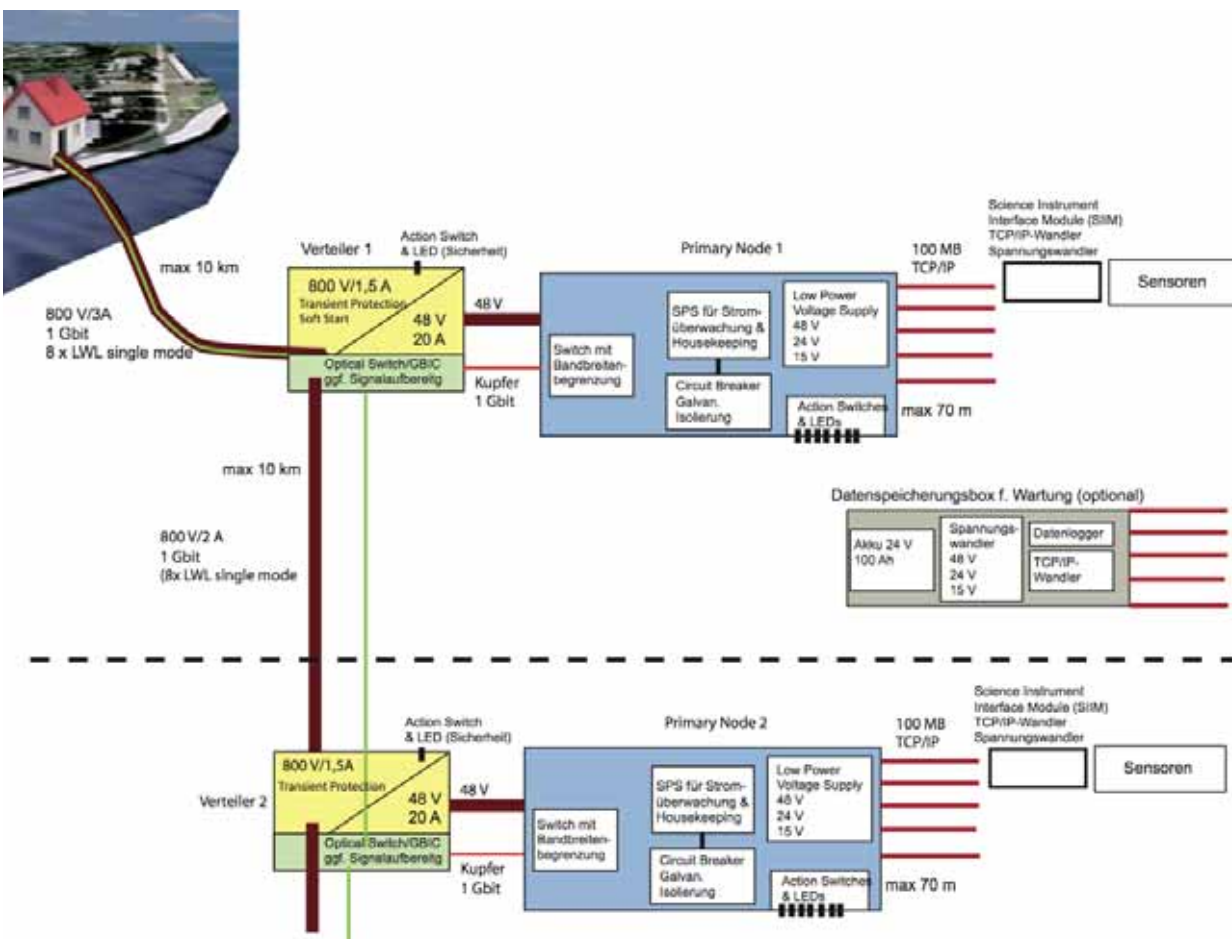 max 10 km
800 V/3A
1 Gbit
8 x LWL single mode
Verteiler 1
Action Switch
& LED (Sicherheit)
800 V/1,5 A
Transient Protection
Soft Start
48 V
20 A
Optical Switch/GBIC
ggf. Signalaufbereitg
48 V
Kupfer
1 Gbit
Primary Node 1
Switch mit
Bandbreiten-
begrenzung
SPS für Strom-
überwachung &
Housekeeping
Circuit Breaker
Galvan.
Isolierung
Low Power
Voltage Supply
48 V
24 V
15 V
Action Switches
& LEDs
100 MB
TCP/IP
max 70 m
Science Instrument
Interface Module (SIIM)
TCP/IP-Wandler
Spannungswandler
Sensoren
max 10 km
800 V/2 A
1 Gbit
(8x LWL single mode
Datenspeicherungsbox f. Wartung (optional)
Akku 24 V
100 Ah
Spannungs-
wandler
48 V
24 V
15 V
Datenlogger
TCP/IP-
Wandler
Verteiler 2
Action Switch
& LED (Sicherheit)
800 V/1,5A
Transient Protection
48 V
20 A
Optical Switch/GBIC
ggf. Signalaufbereitg
48 V
Kupfer
1 Gbit
Primary Node 2
Switch mit
Bandbreiten-
begrenzung
SPS für Strom-
überwachung &
Housekeeping
Circuit Breaker
Galvan.
Isolierung
Low Power
Voltage Supply
48 V
24 V
15 V
Action Switches
& LEDs
100 MB
TCP/IP
max 70 m
Science Instrument
Interface Module (SIIM)
TCP/IP-Wandler
Spannungswandler
Sensoren